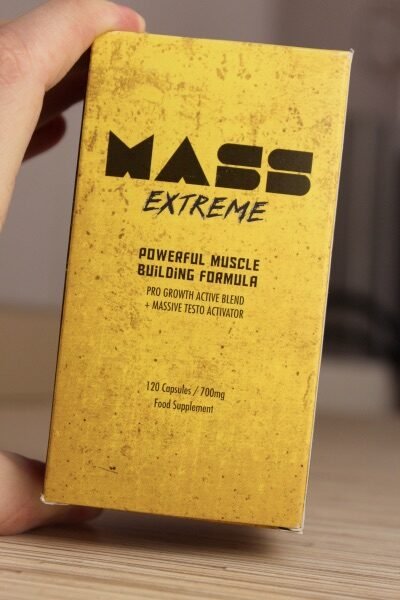 MASS
EXTREME
POWERFUL MUSCLE
BUiLDiNG FORMULA
PRO GROWTH ACTIVE BLEND
+ MASSIVE TESTO ACTIVATOR
120 Capsules / 700mg
Food Supplement